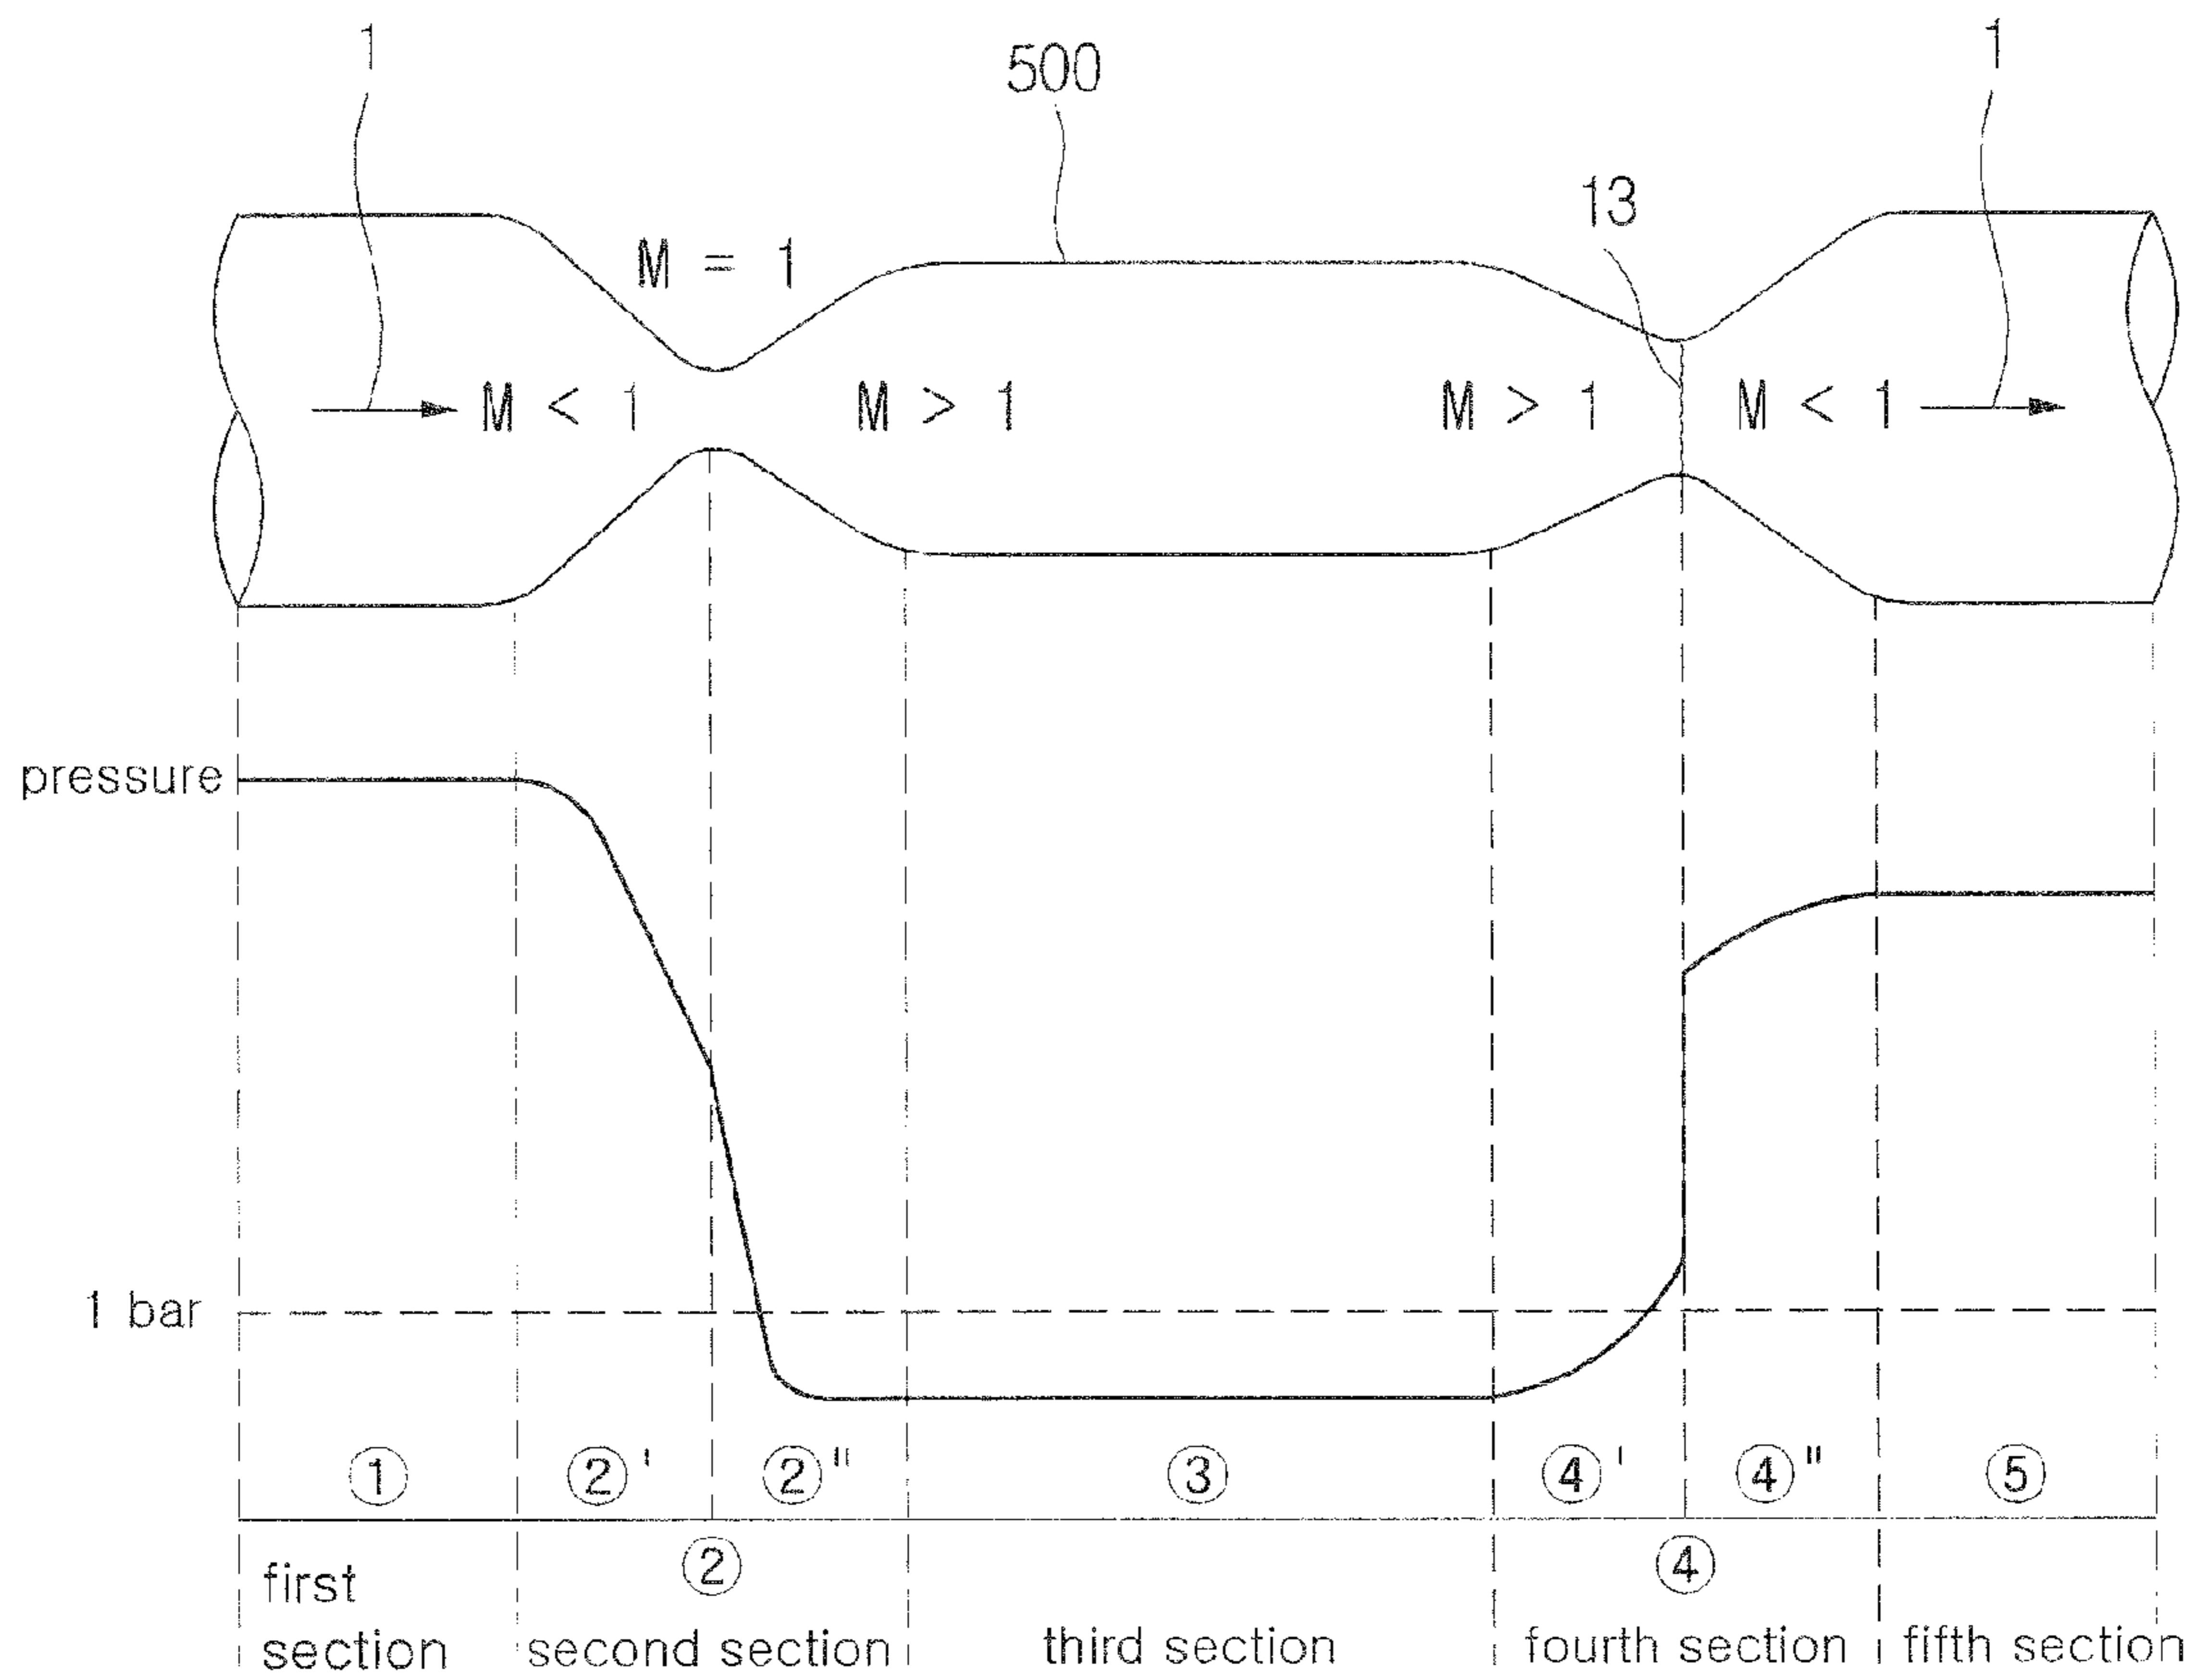 1
500
1
13
M = 1
M < 1
M > 1
M > 1
M < 1
pressure
1 bar
①
②'
②"
③
④'
④"
⑤
②
④
first
section
second section
third section
fourth section
fifth section